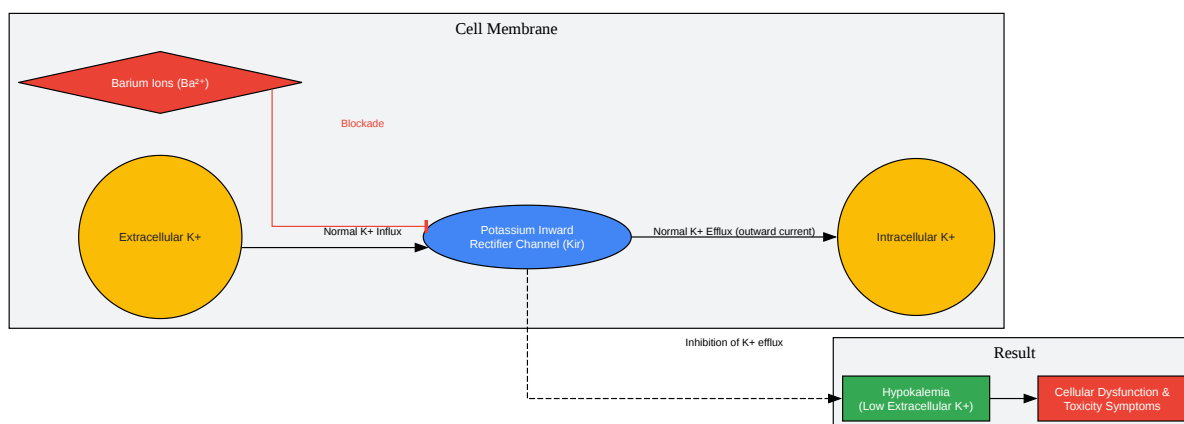 Cell Membrane
Barium Ions (Ba²⁺)
Blockade
Extracellular K+
Normal K+ Influx
Potassium Inward
Rectifier Channel (Kir)
Normal K+ Efflux (outward current)
Intracellular K+
Inhibition of K+ efflux
Result
Hypokalemia
(Low Extracellular K+)
Cellular Dysfunction &
Toxicity Symptoms